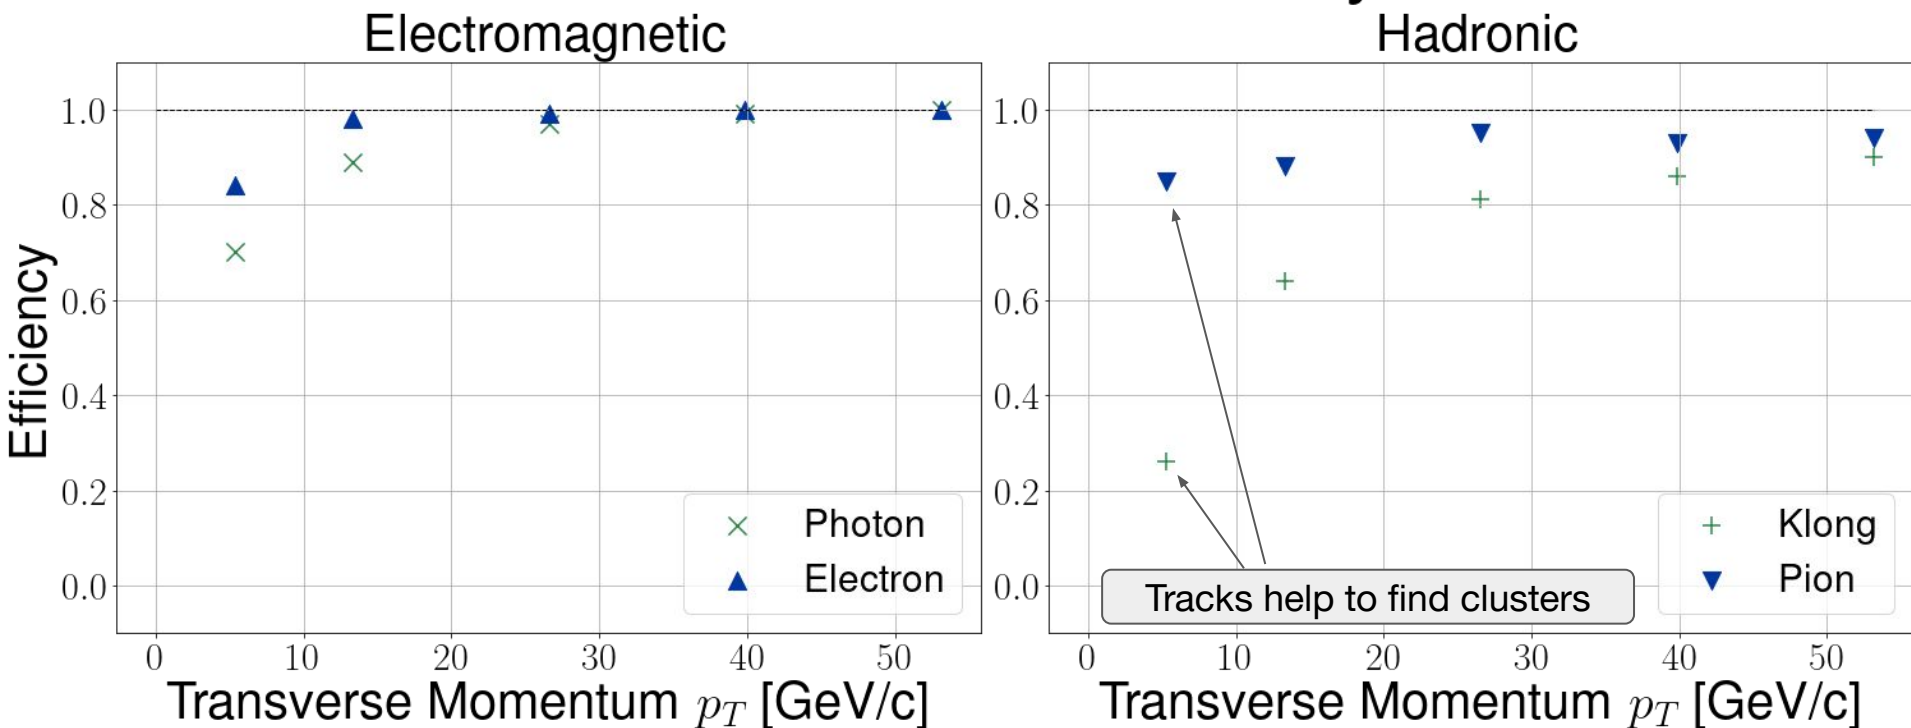 Electromagnetic
Hadronic
Efficiency
1.0
0.8
0.6
0.4
0.2
0.0
0 10 20 30 40 50
Transverse Momentum p_T [GeV/c]
Photon
Electron
1.0
0.8
0.6
0.4
0.2
0.0
0 10 20 30 40 50
Transverse Momentum p_T [GeV/c]
Klong
Pion
Tracks help to find clusters